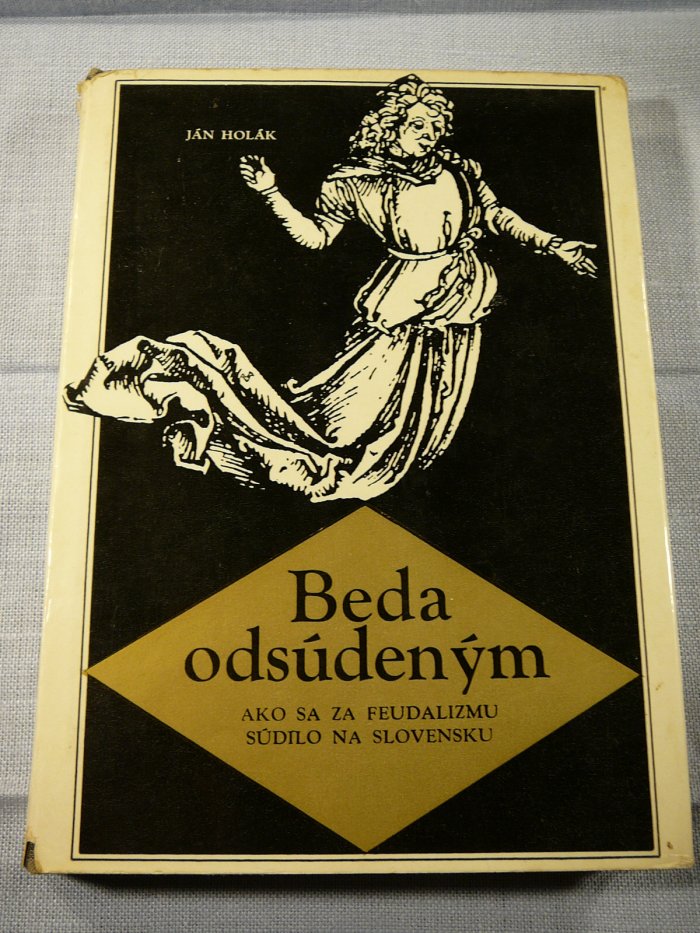 JÁN HOLÁK
Beda
odsúdeným
AKO SA ZA FEUDALIZMU
SÚDILO NA SLOVENSKU